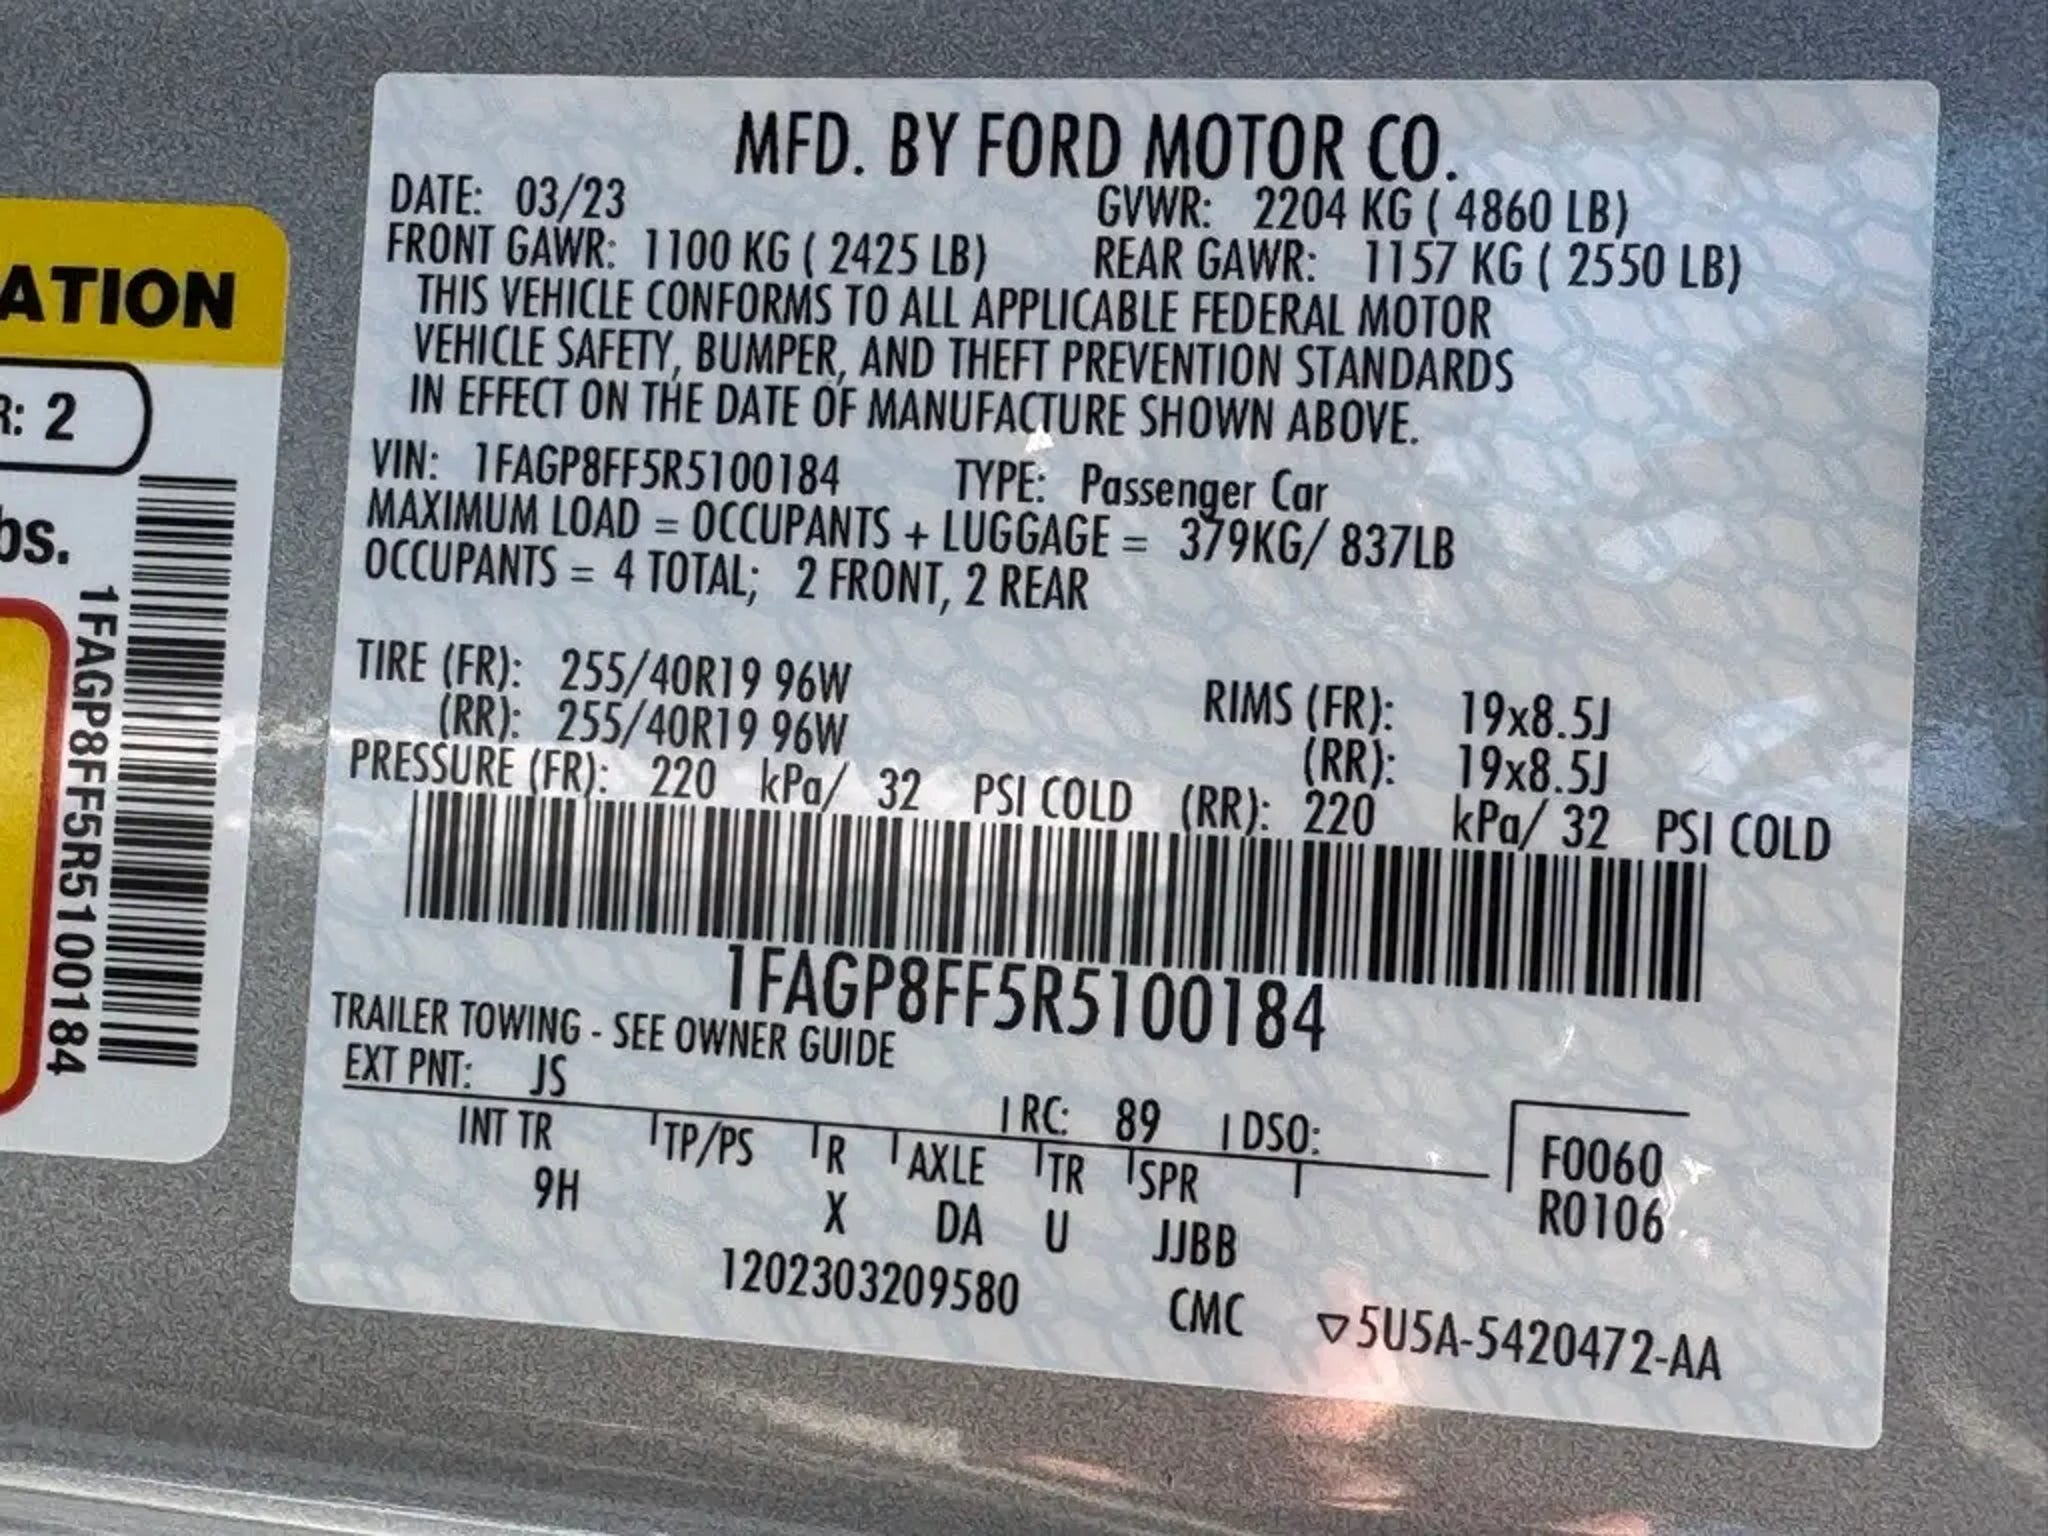 MFD. BY FORD MOTOR CO.
DATE: 03/23 GVWR: 2204 KG ( 4860 LB)
FRONT GAWR: 1100 KG ( 2425 LB) REAR GAWR: 1157 KG ( 2550 LB)
THIS VEHICLE CONFORMS TO ALL APPLICABLE FEDERAL MOTOR
VEHICLE SAFETY, BUMPER, AND THEFT PREVENTION STANDARDS
IN EFFECT ON THE DATE OF MANUFACTURE SHOWN ABOVE.
VIN: 1FAGP8FF5R5100184 TYPE: Passenger Car
MAXIMUM LOAD = OCCUPANTS + LUGGAGE = 379KG/ 837LB
OCCUPANTS = 4 TOTAL; 2 FRONT, 2 REAR
TIRE (FR): 255/40R19 96W RIMS (FR): 19x8.5J
(RR): 255/40R19 96W (RR): 19x8.5J
PRESSURE (FR): 220 kPa/ 32 PSI COLD (RR): 220 kPa/ 32 PSI COLD
1FAGP8FF5R5100184
TRAILER TOWING - SEE OWNER GUIDE
EXT PNT: JS RC: 89 DSO:
INT TR TP/PS R AXLE TR SPR F0060
9H X DA U JJBB R0106
1202303209580 CMC ▽5U5A-5420472-AA
ATION
R: 2
bs.
1FAGP8FF5R5100184